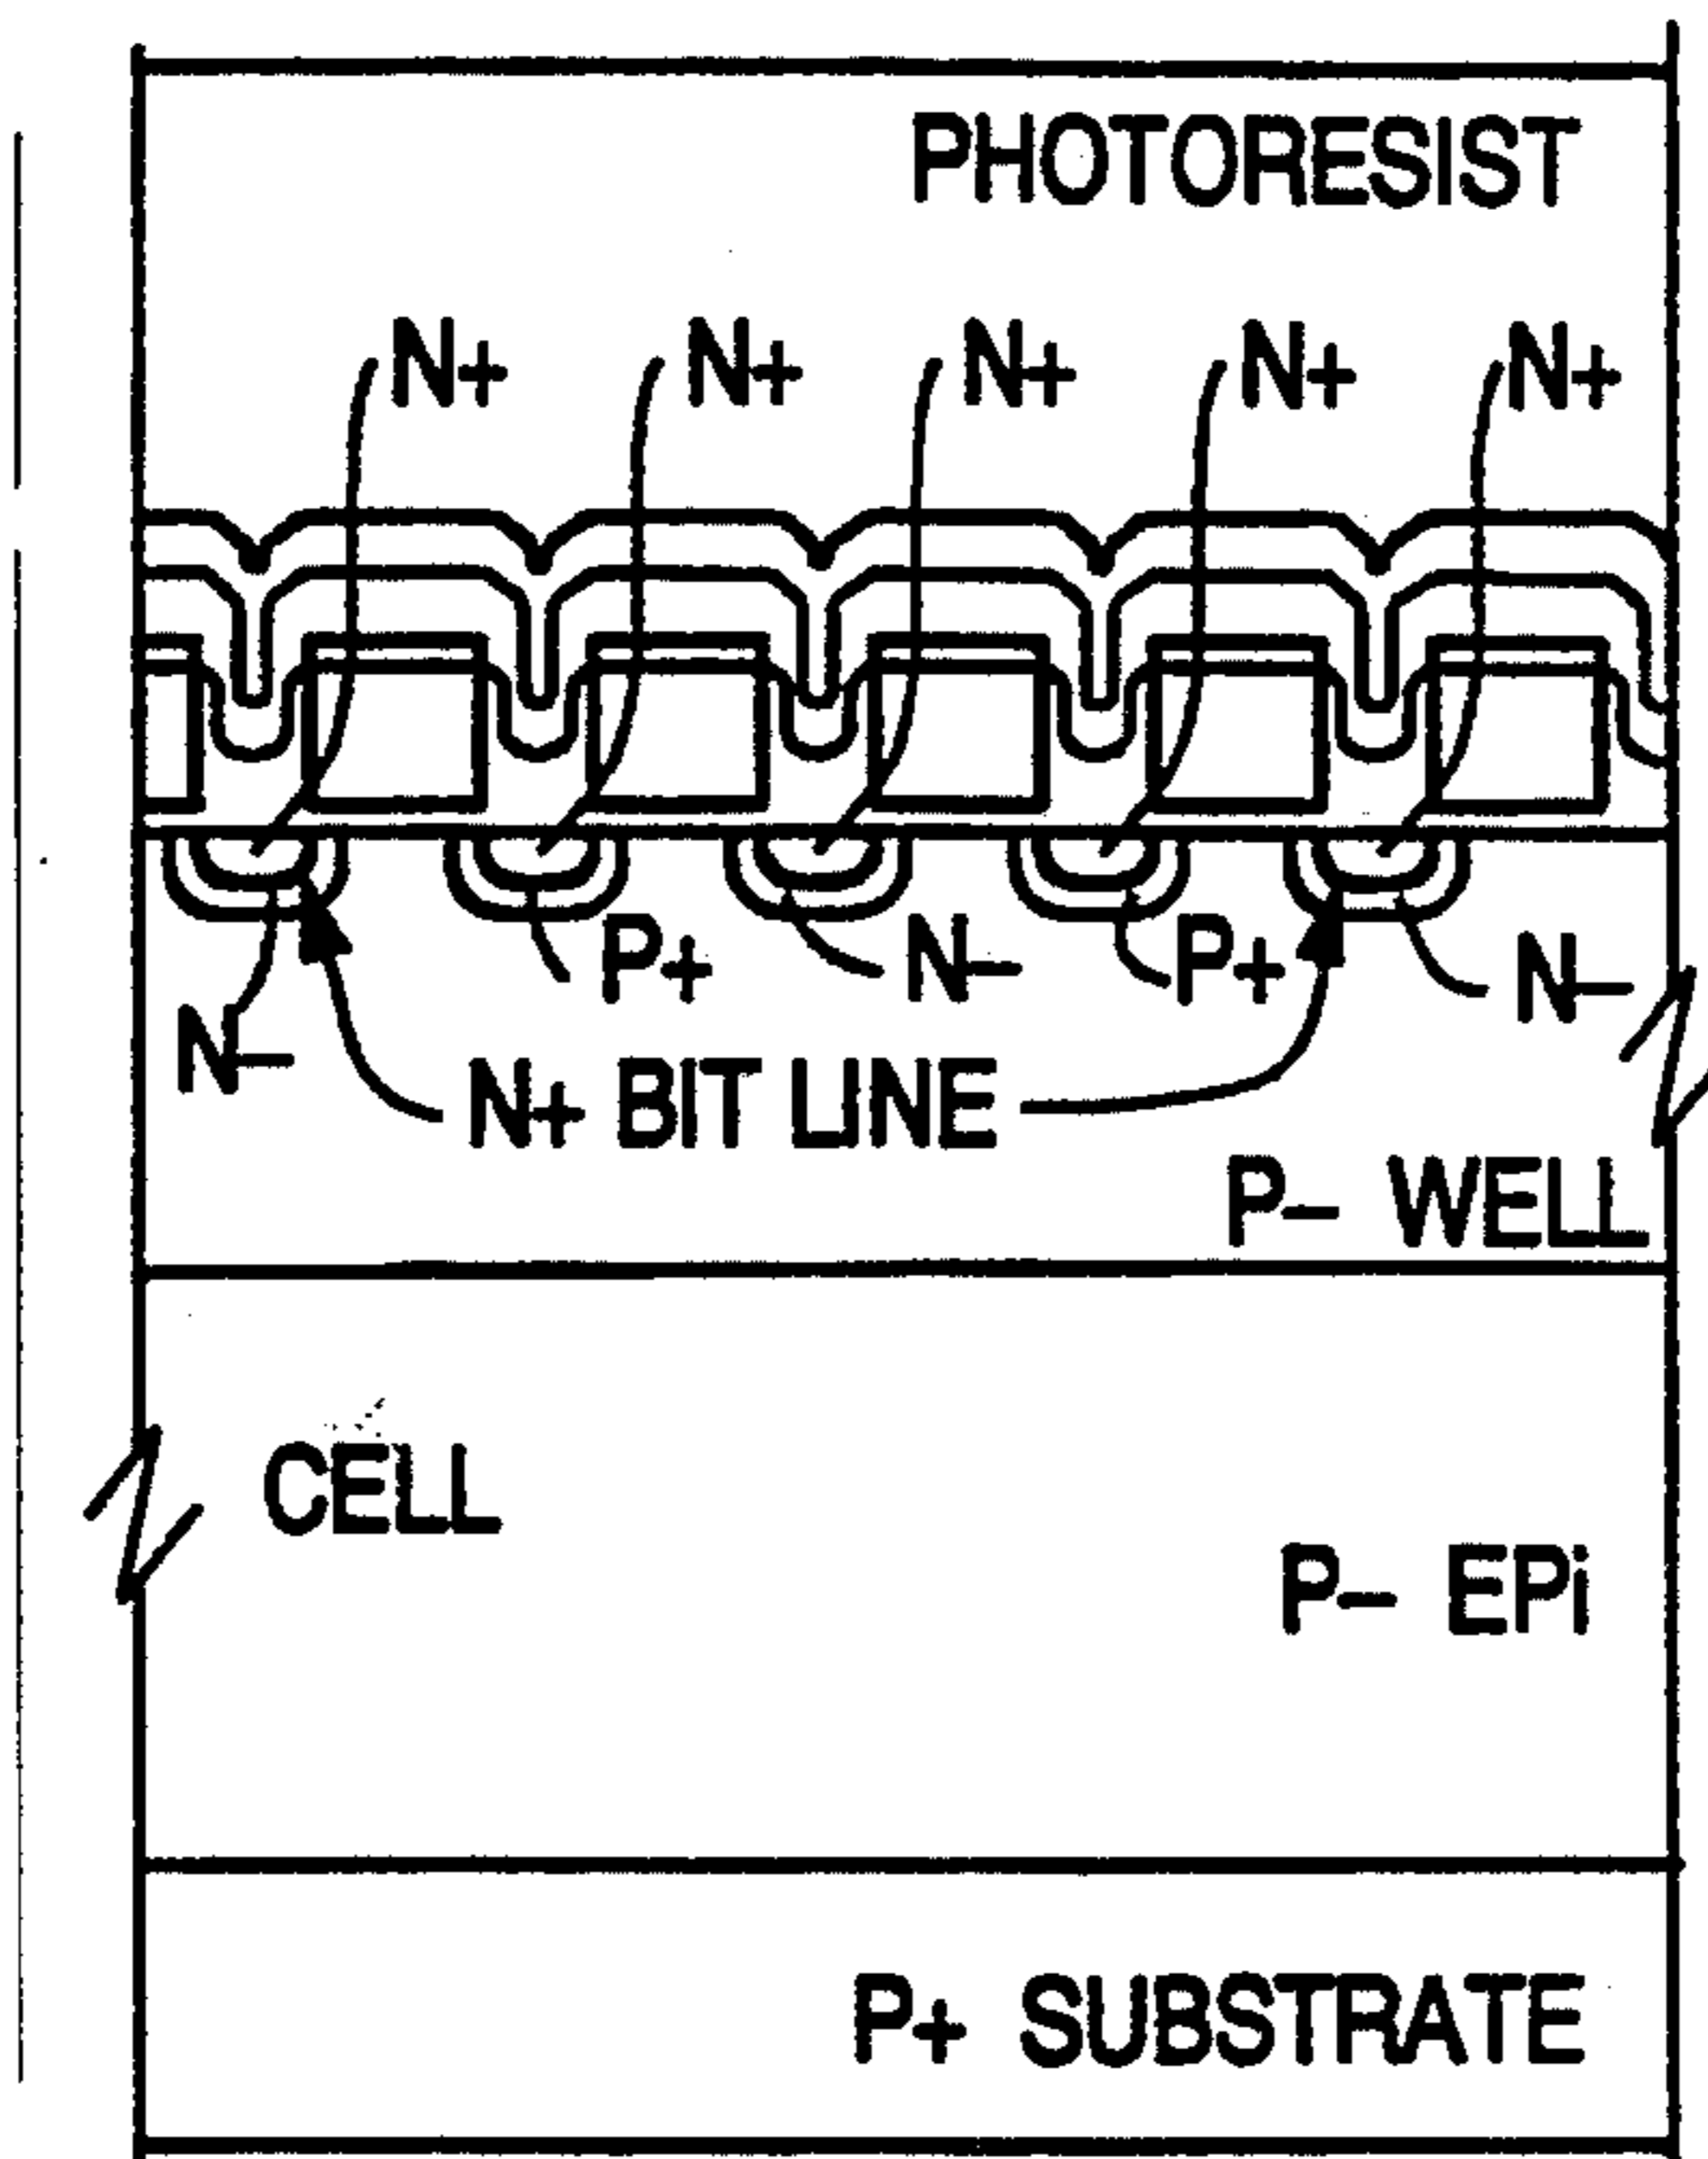 PHOTORESIST
N+ N+ N+ N+ N+
P+ N– P+ N–
N–
N+ BIT LINE
P– WELL
CELL
P– EPi
P+ SUBSTRATE